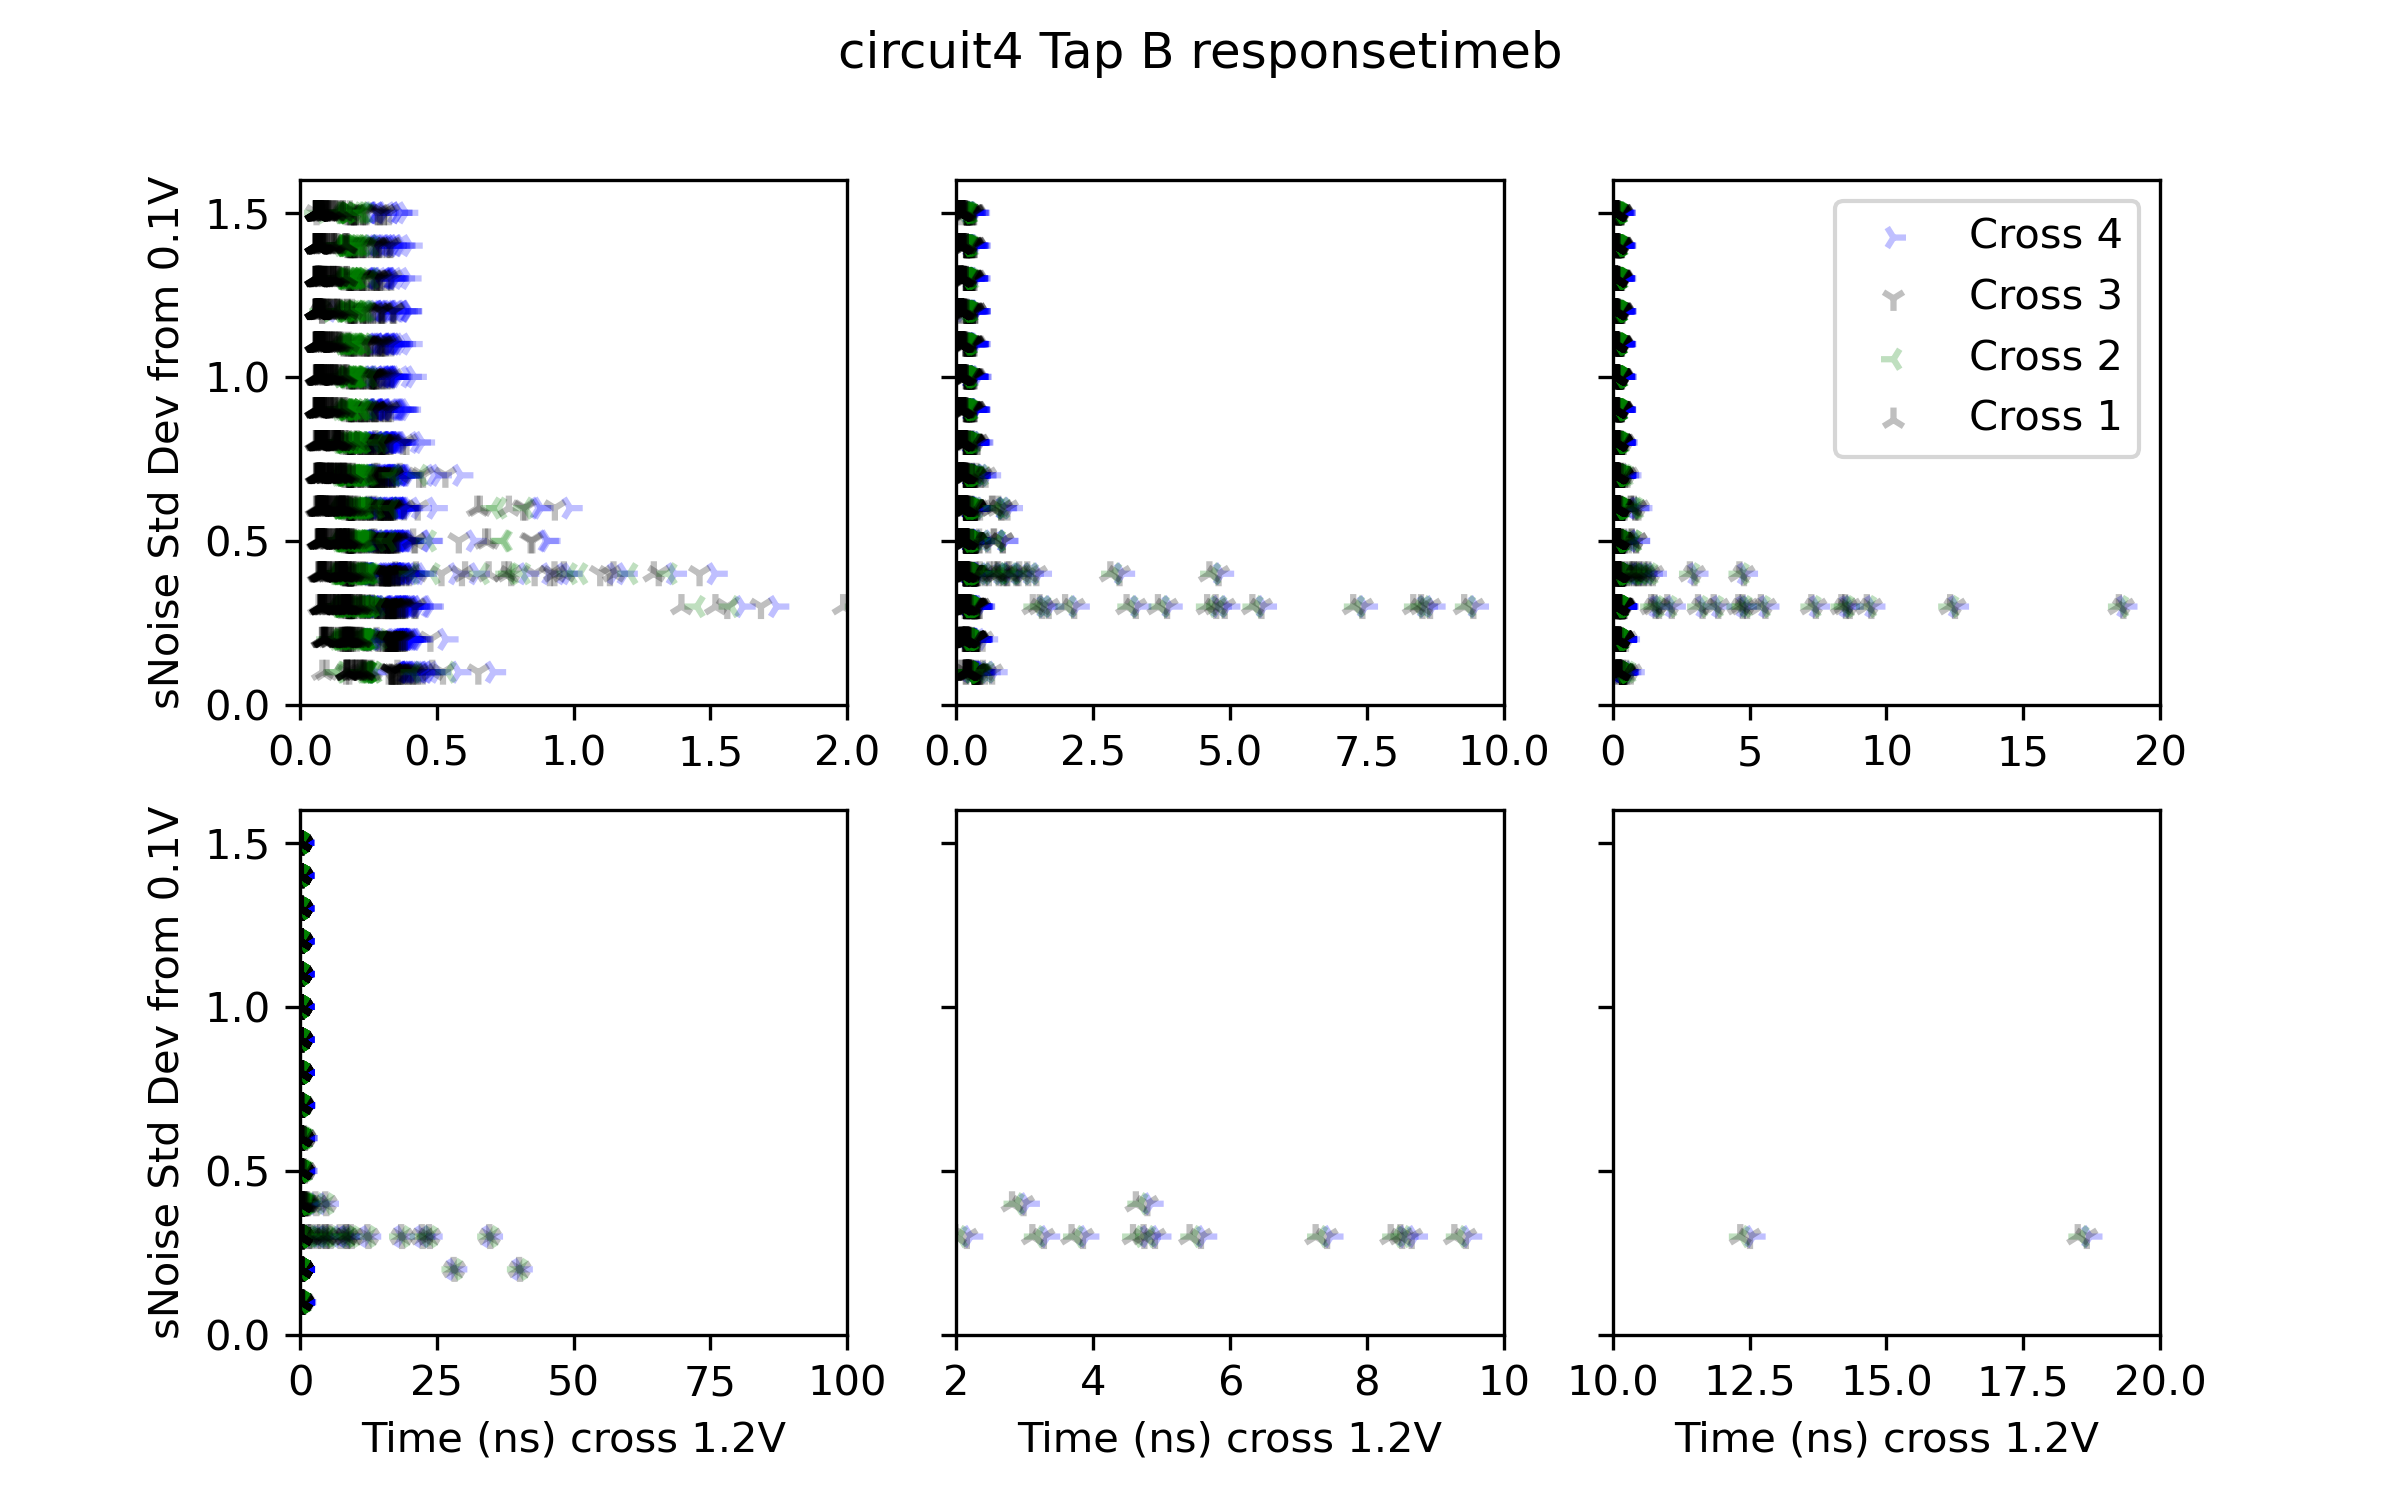 circuit4 Tap B responsetimeb
sNoise Std Dev from 0.1V
1.5
1.0
0.5
0.0
0.0 0.5 1.0 1.5 2.0
0.0 2.5 5.0 7.5 10.0
Cross 4
Cross 3
Cross 2
Cross 1
0 5 10 15 20
sNoise Std Dev from 0.1V
1.5
1.0
0.5
0.0
0 25 50 75 100
Time (ns) cross 1.2V
2 4 6 8 10
Time (ns) cross 1.2V
10.0 12.5 15.0 17.5 20.0
Time (ns) cross 1.2V